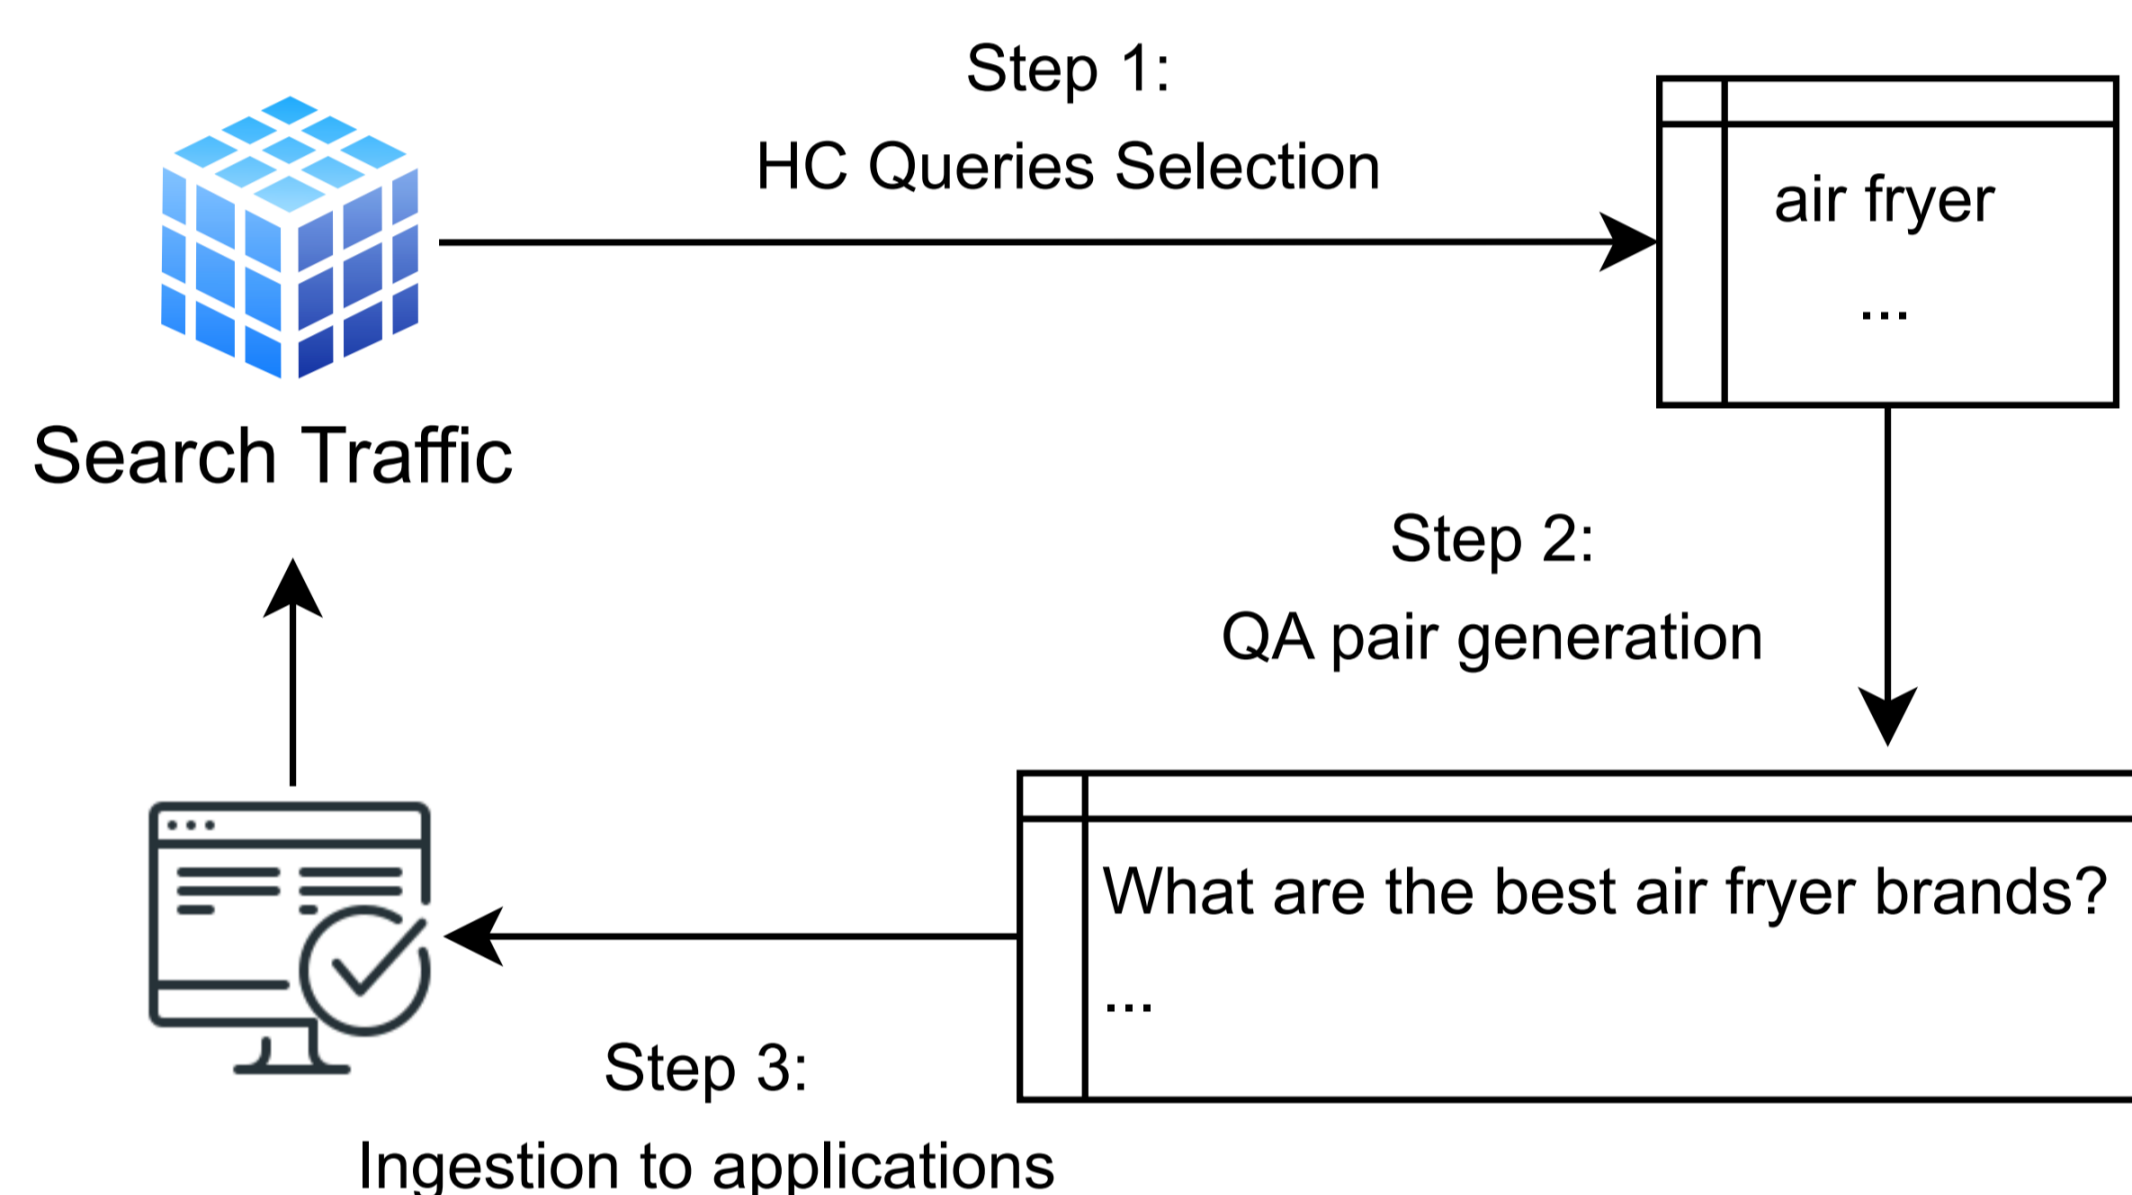 Step 1:
HC Queries Selection
air fryer
...
Search Traffic
Step 2:
QA pair generation
What are the best air fryer brands?
...
Step 3:
Ingestion to applications